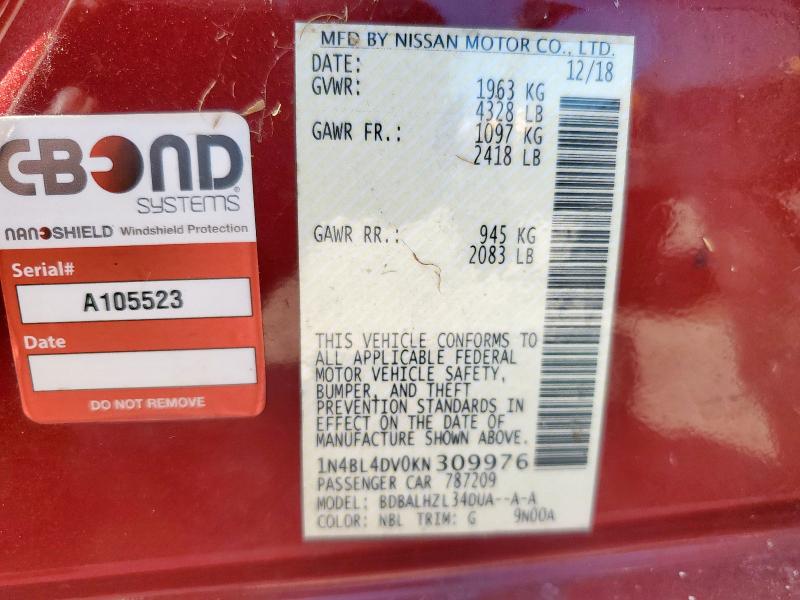 C-BOND
SYSTEMS
NANOSHIELD Windshield Protection
Serial#
A105523
Date
DO NOT REMOVE
MFD BY NISSAN MOTOR CO., LTD.
DATE: 12/18
GVWR: 1963 KG
4328 LB
GAWR FR.: 1097 KG
2418 LB
GAWR RR.: 945 KG
2083 LB
THIS VEHICLE CONFORMS TO
ALL APPLICABLE FEDERAL
MOTOR VEHICLE SAFETY,
BUMPER, AND THEFT
PREVENTION STANDARDS IN
EFFECT ON THE DATE OF
MANUFACTURE SHOWN ABOVE.
1N4BL4DV0KN309976
PASSENGER CAR 787209
MODEL: BDBALHZL34DUA--A-A
COLOR: NBL TRIM: G 9N00A